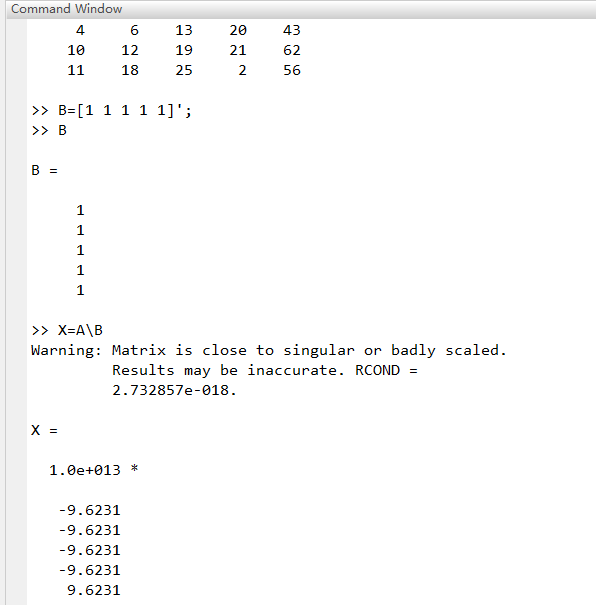 Command Window
4 6 13 20 43
10 12 19 21 62
11 18 25 2 56
>> B=[1 1 1 1 1]';
>> B
B =
1
1
1
1
1
>> X=A\B
Warning: Matrix is close to singular or badly scaled.
Results may be inaccurate. RCOND =
2.732857e-018.
X =
1.0e+013 *
-9.6231
-9.6231
-9.6231
-9.6231
9.6231